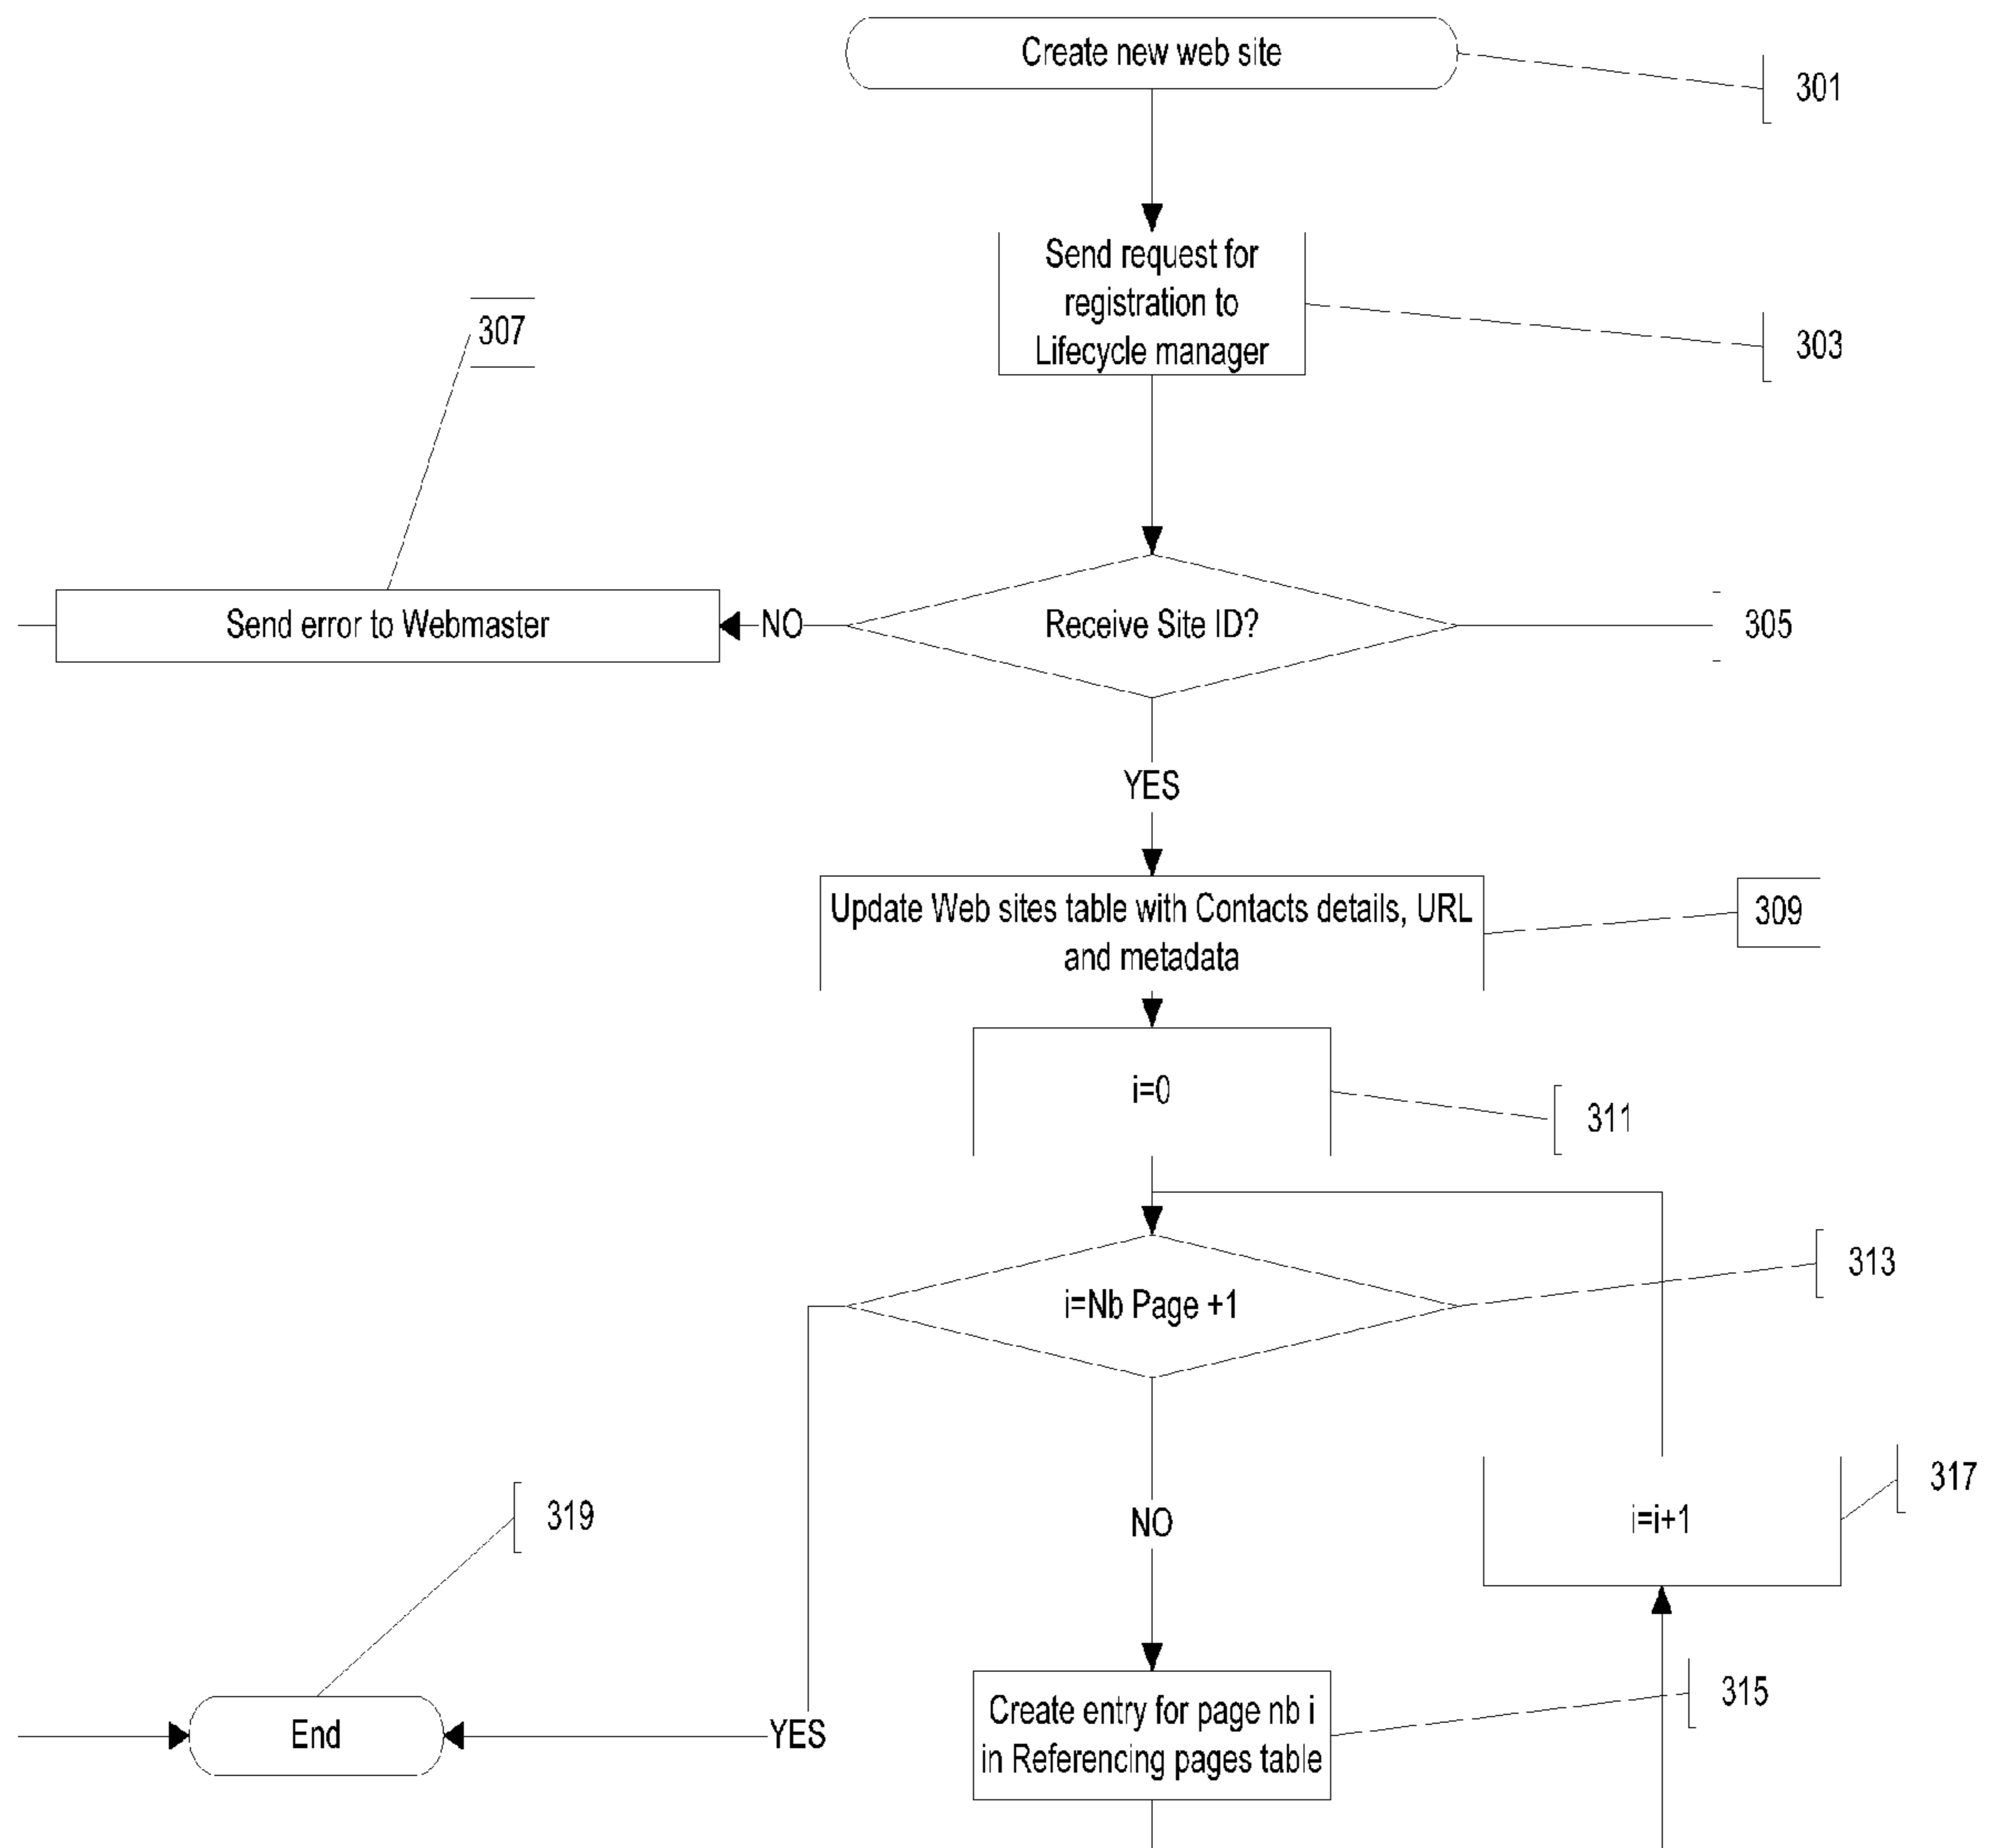 Create new web site
301
Send request for
registration to
Lifecycle manager
303
307
Send error to Webmaster
NO
Receive Site ID?
305
YES
Update Web sites table with Contacts details, URL
and metadata
309
i=0
311
i=Nb Page +1
313
NO
i=i+1
317
319
Create entry for page nb i
in Referencing pages table
315
End
YES